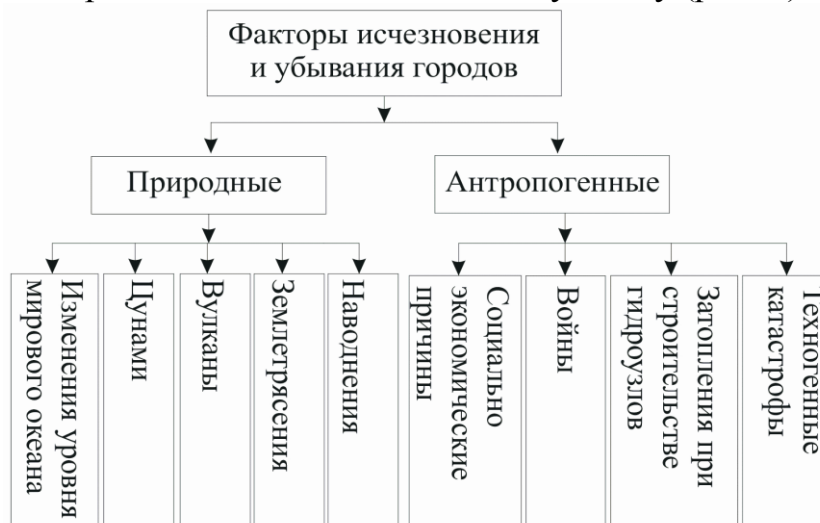 Факторы исчезновения
и убывания городов
Природные
Антропогенные
Изменения уровня
мирового океана
Цунами
Вулканы
Землетрясения
Наводнения
Социально
экономические
причины
Войны
Затопления при
строительстве
гидроузлов
Техногенные
катастрофы